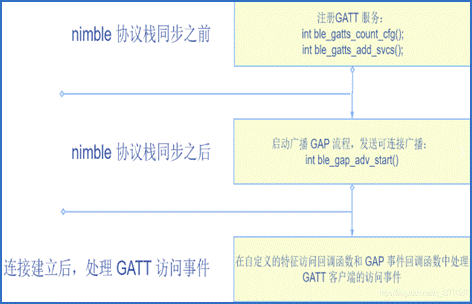 nimble 协议栈同步之前
注册GATT 服务：
int ble_gatts_count_cfg();
int ble_gatts_add_svcs();
nimble 协议栈同步之后
启动广播 GAP 流程，发送可连接广播：
int ble_gap_adv_start()
连接建立后，处理 GATT 访问事件
在自定义的特征访问回调函数和 GAP 事件回调函数中处理
GATT 客户端的访问事件